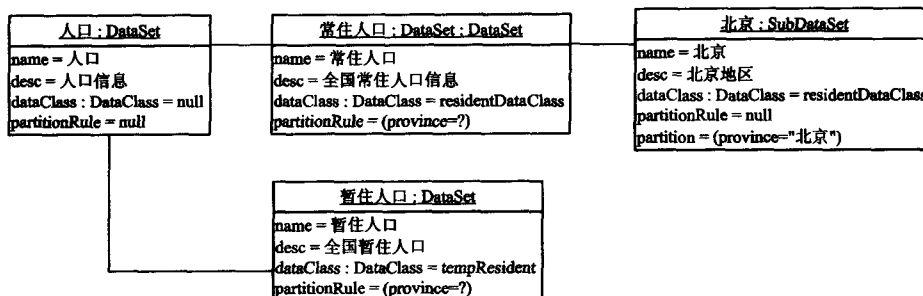 人口 : DataSet
name = 人口
desc = 人口信息
dataClass : DataClass = null
partitionRule = null
常住人口 : DataSet : DataSet
name = 常住人口
desc = 全国常住人口信息
dataClass : DataClass = residentDataClass
partitionRule = (province=?)
北京 : SubDataSet
name = 北京
desc = 北京地区
dataClass : DataClass = residentDataClass
partitionRule = null
partition = (province="北京")
暂住人口 : DataSet
name = 暂住人口
desc = 全国暂住人口
dataClass : DataClass = tempResident
partitionRule = (province=?)